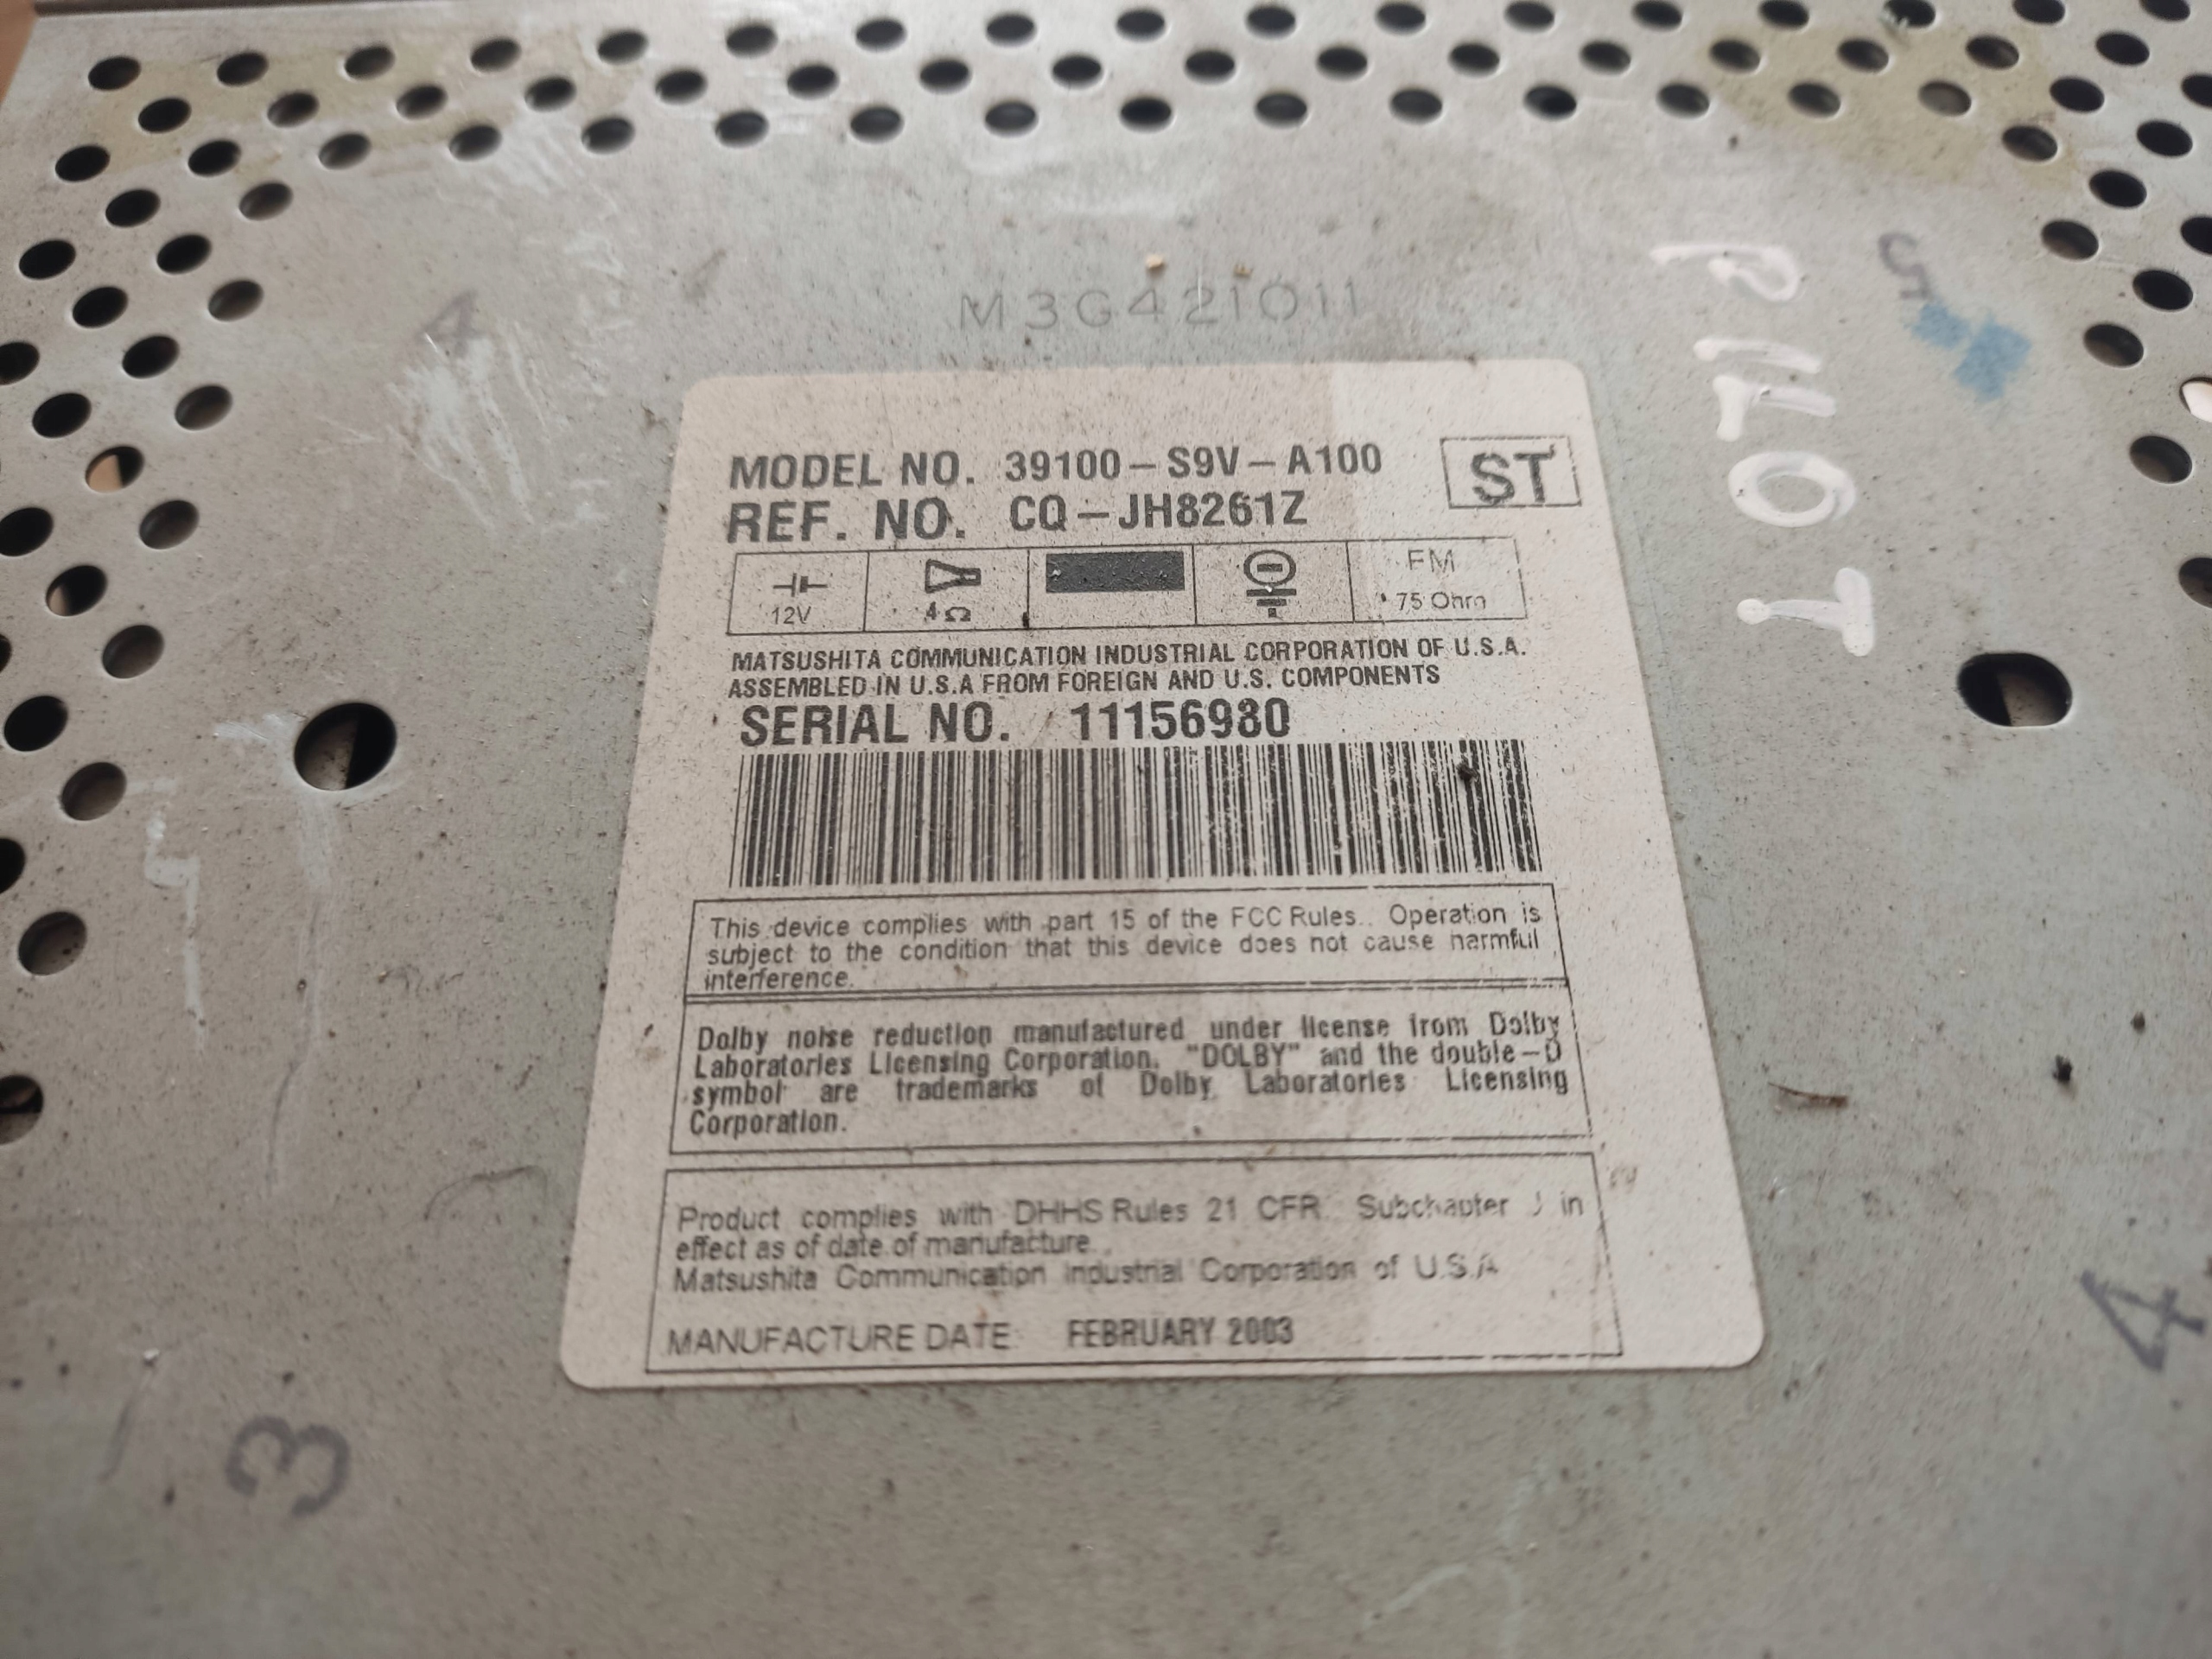 M3G421011
MODEL NO. 39100-S9V-A100
ST
REF. NO. CQ-JH8261Z
12V
4Ω
FM
75 Ohm
MATSUSHITA COMMUNICATION INDUSTRIAL CORPORATION OF U.S.A.
ASSEMBLED IN U.S.A FROM FOREIGN AND U.S. COMPONENTS
SERIAL NO. 11156980
This device complies with part 15 of the FCC Rules. Operation is
subject to the condition that this device does not cause harmful
interference.
Dolby noise reduction manufactured under license from Dolby
Laboratories Licensing Corporation. "DOLBY" and the double-D
symbol are trademarks of Dolby Laboratories Licensing
Corporation.
Product complies with DHHS Rules 21 CFR. Subchapter J in
effect as of date of manufacture.
Matsushita Communication Industrial Corporation of U.S.A
MANUFACTURE DATE: FEBRUARY 2003
PILOT
5
4
3
4